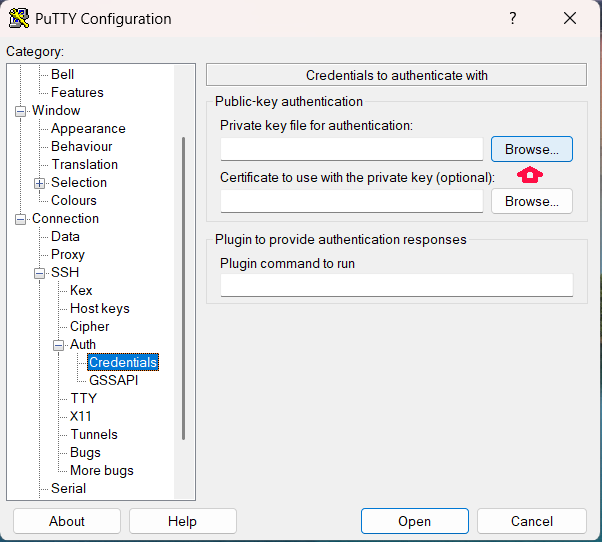 PuTTY Configuration
?
Category:
Bell
Features
Window
Appearance
Behaviour
Translation
Selection
Colours
Connection
Data
Proxy
SSH
Kex
Host keys
Cipher
Auth
Credentials
GSSAPI
TTY
X11
Tunnels
Bugs
More bugs
Serial
Credentials to authenticate with
Public-key authentication
Private key file for authentication:
Browse...
Certificate to use with the private key (optional):
Browse...
Plugin to provide authentication responses
Plugin command to run
About
Help
Open
Cancel